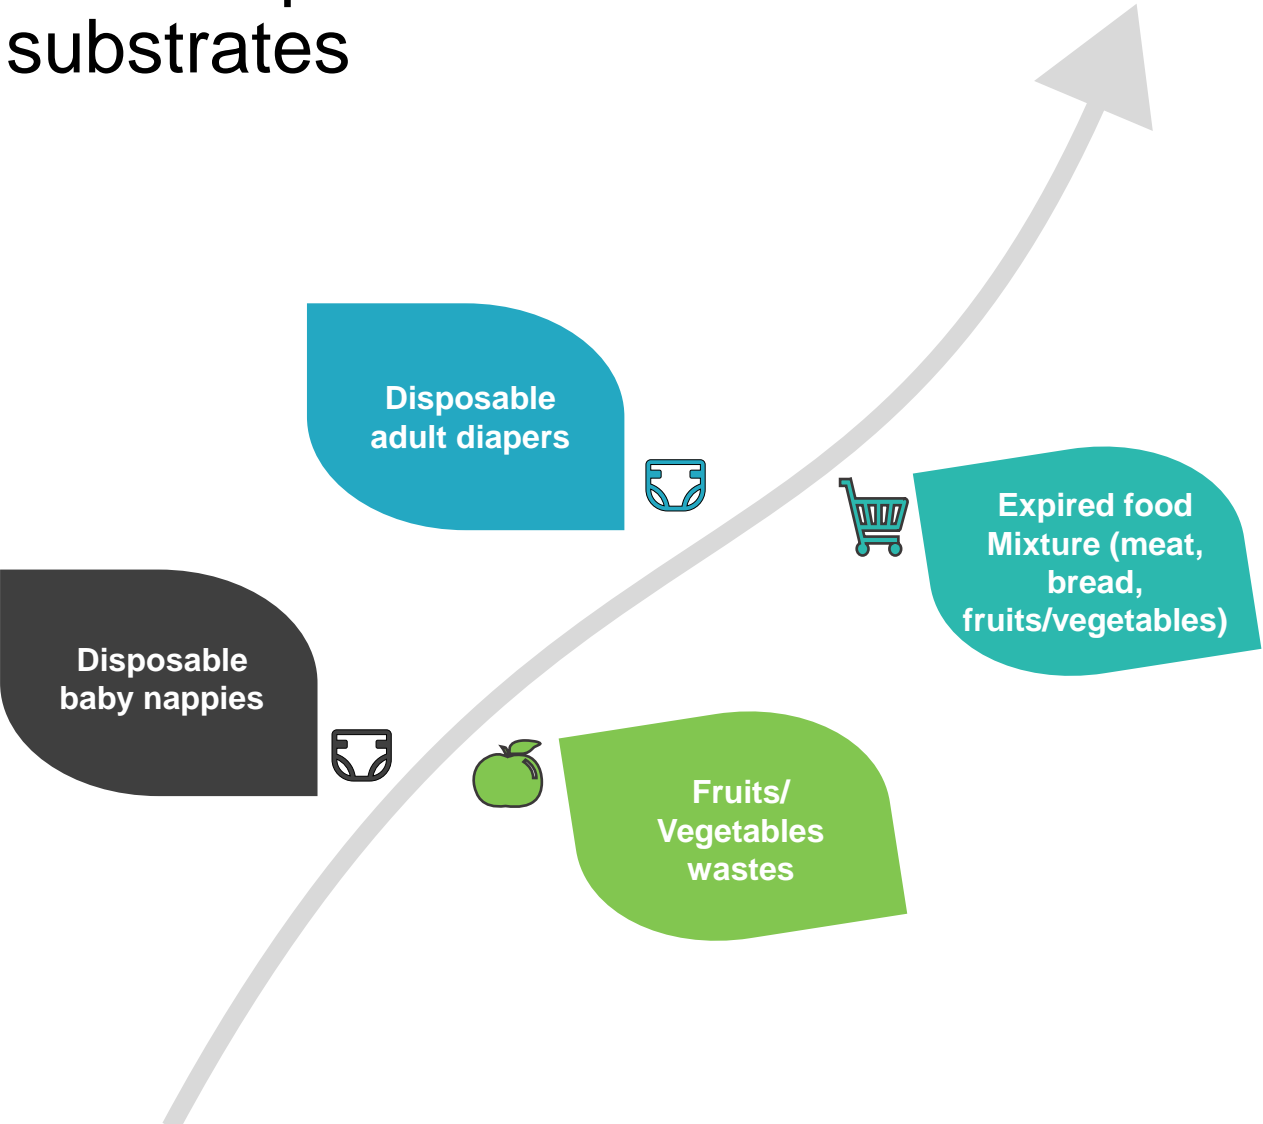 substrates
Disposable
adult diapers
Expired food
Mixture (meat,
bread,
fruits/vegetables)
Disposable
baby nappies
Fruits/
Vegetables
wastes